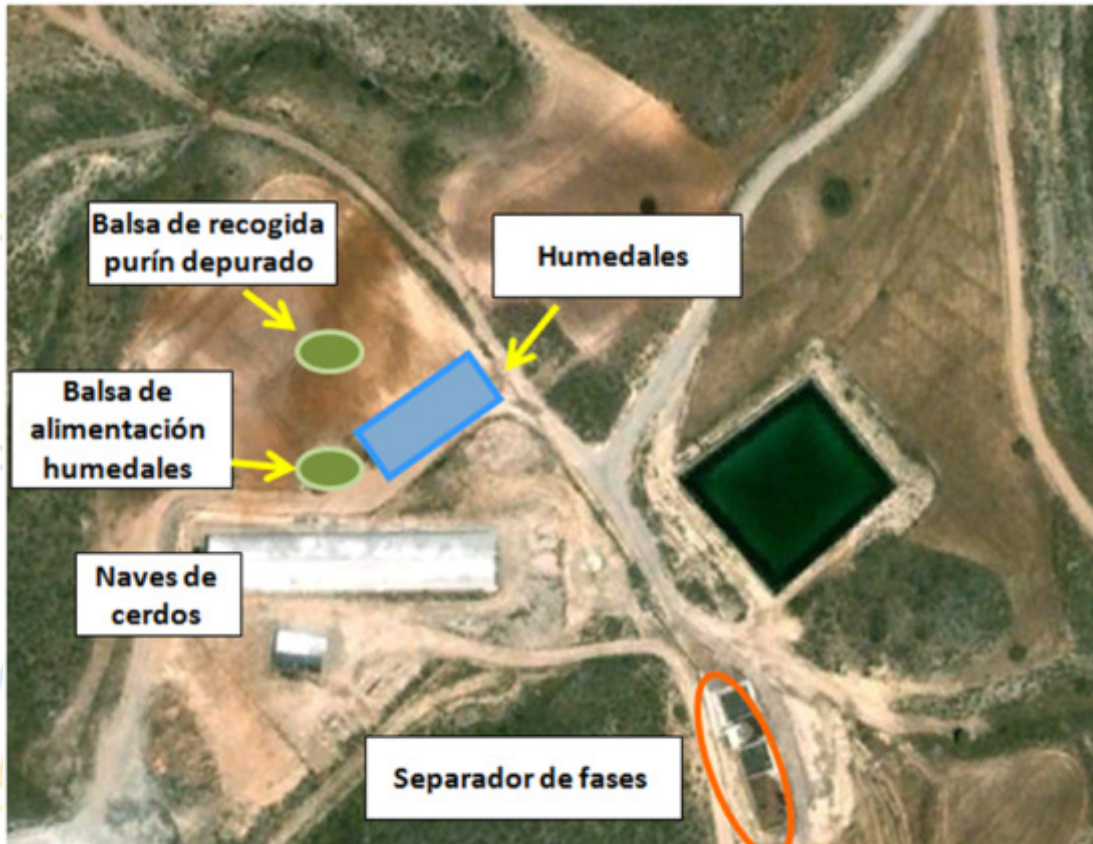 Balsa de recogida
purín depurado
Humedales
Balsa de
alimentación
humedales
Naves de
cerdos
Separador de fases